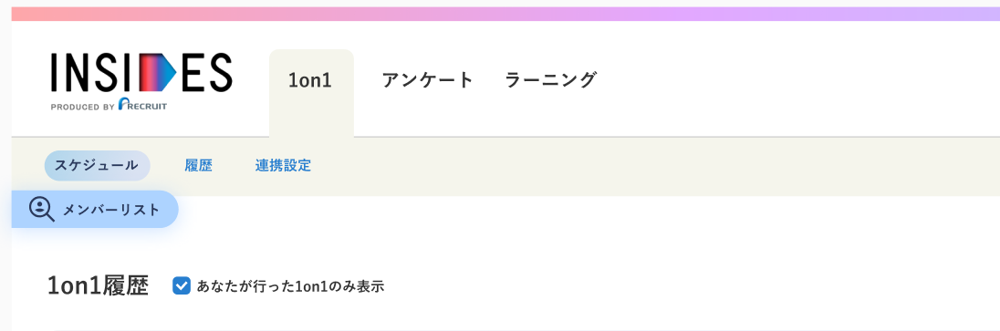 INSIDES
PRODUCED BY RECRUIT
1on1 アンケート ラーニング
スケジュール 履歴 連携設定
メンバーリスト
1on1履歴 あなたが行った1on1のみ表示